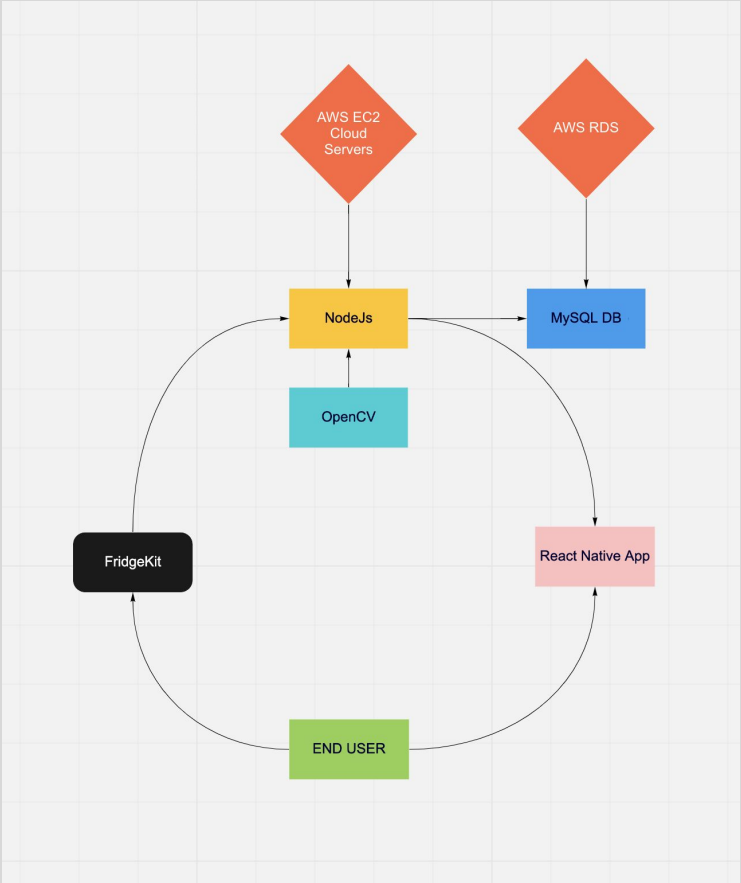 AWS EC2
Cloud
Servers
AWS RDS
NodeJs
MySQL DB
OpenCV
FridgeKit
React Native App
END USER